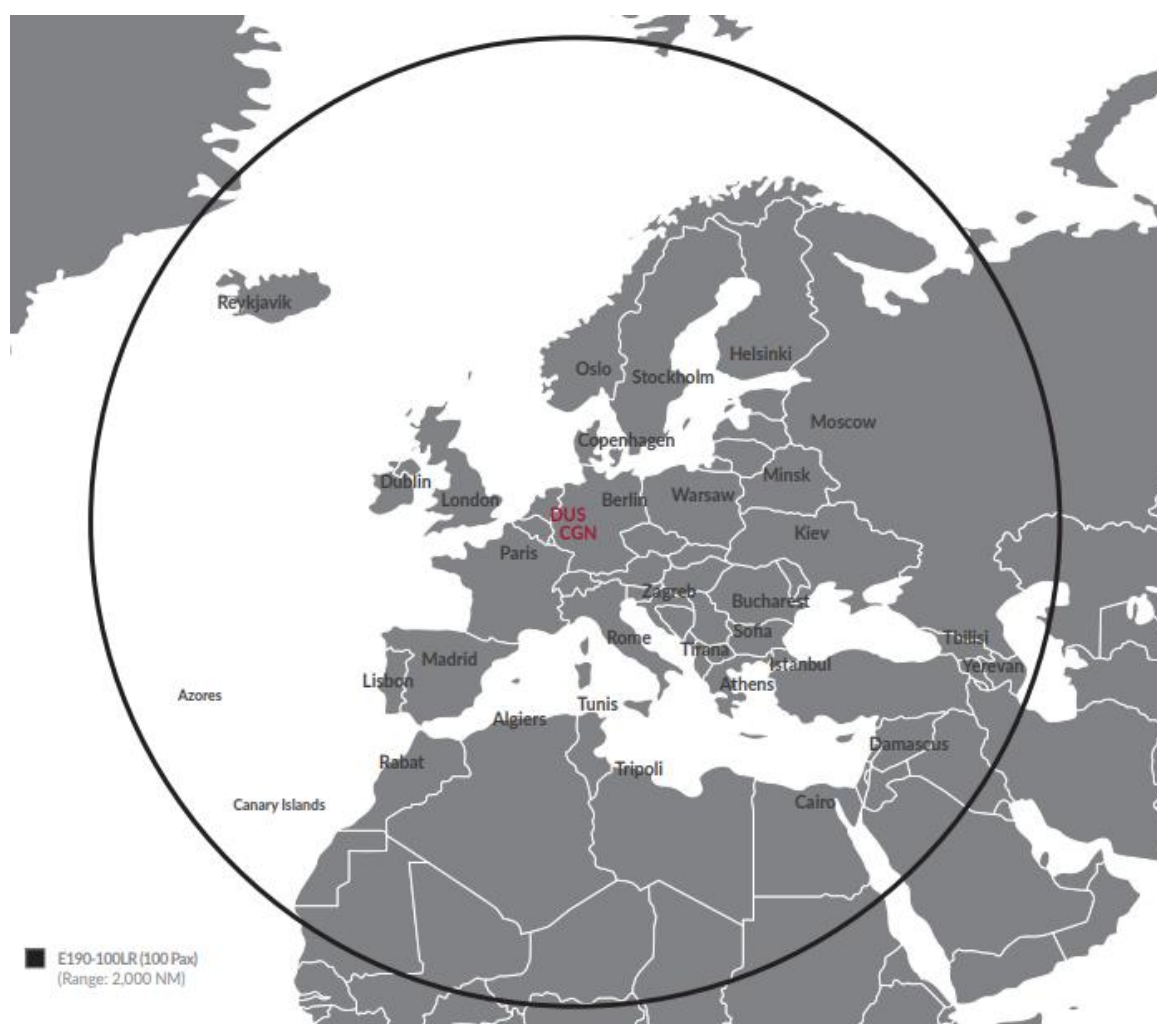 Reykjavik
Helsinki
Oslo
Stockholm
Moscow
Copenhagen
Minsk
Dublin
London
Berlin
Warsaw
DUS
CGN
Kiev
Paris
Zagreb
Bucharest
Sofia
Rome
Tbilisi
Tirana
Madrid
Istanbul
Yerevan
Lisbon
Athens
Azores
Tunis
Algiers
Damascus
Rabat
Tripoli
Canary Islands
Cairo
E190-100LR (100 Pax)
(Range: 2,000 NM)